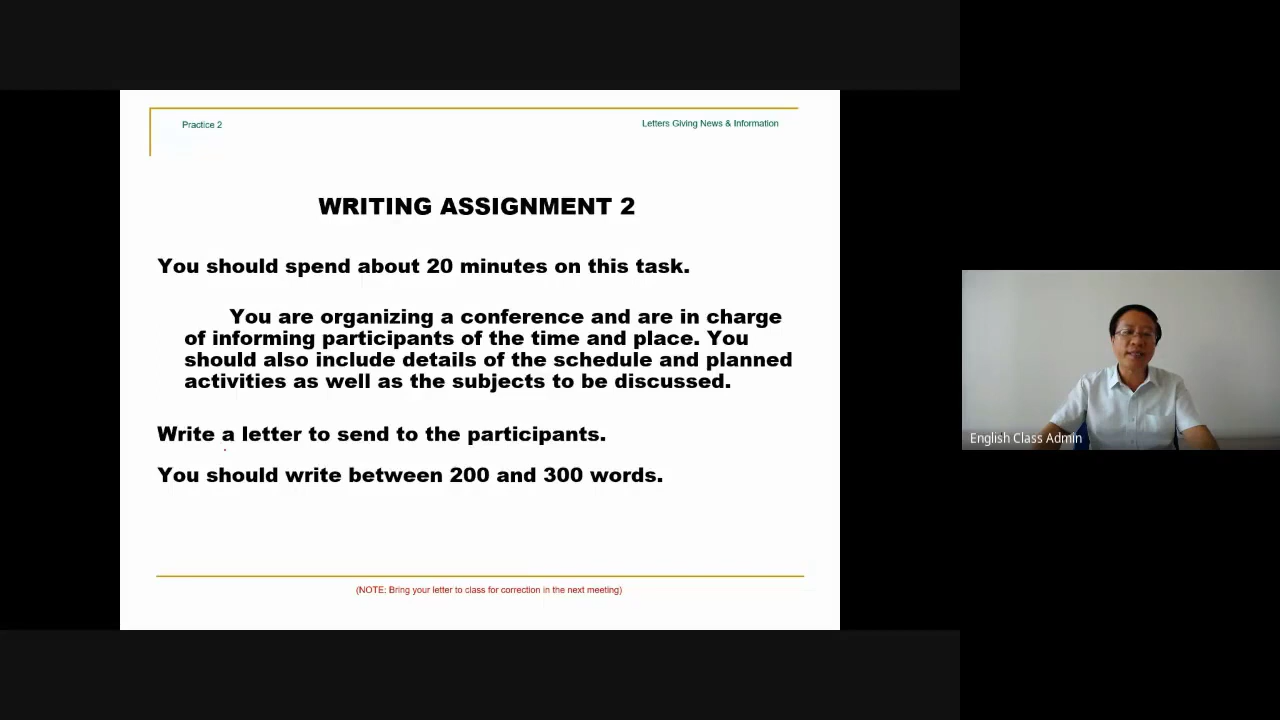 Practice 2
Letters Giving News & Information
WRITING ASSIGNMENT 2
You should spend about 20 minutes on this task.
You are organizing a conference and are in charge
of informing participants of the time and place. You
should also include details of the schedule and planned
activities as well as the subjects to be discussed.
Write a letter to send to the participants.
You should write between 200 and 300 words.
(NOTE: Bring your letter to class for correction in the next meeting)
English Class Admin